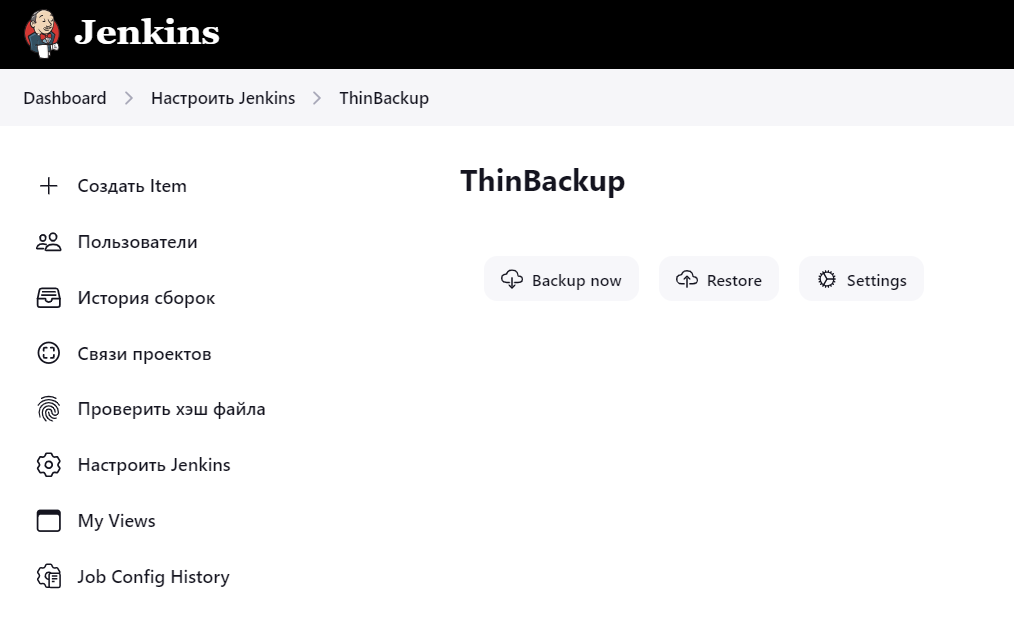 Jenkins
Dashboard > Настроить Jenkins > ThinBackup
Создать Item
Пользователи
История сборок
Связи проектов
Проверить хэш файла
Настроить Jenkins
My Views
Job Config History
ThinBackup
Backup now Restore Settings